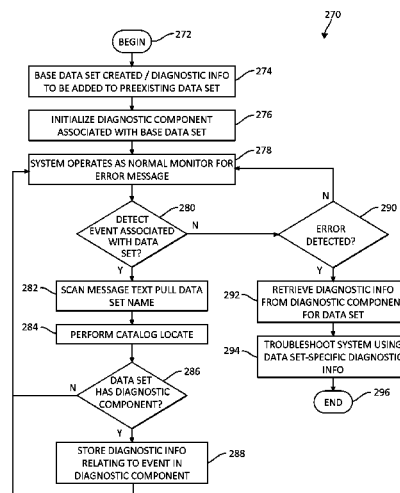 270
BEGIN
272
BASE DATA SET CREATED / DIAGNOSTIC INFO
TO BE ADDED TO PREEXISTING DATA SET
274
INITIALIZE DIAGNOSTIC COMPONENT
ASSOCIATED WITH BASE DATA SET
276
278
SYSTEM OPERATES AS NORMAL MONITOR FOR
ERROR MESSAGE
280
DETECT
EVENT ASSOCIATED
WITH DATA
SET?
N
Y
N
290
ERROR
DETECTED?
Y
282
SCAN MESSAGE TEXT PULL DATA
SET NAME
292
RETRIEVE DIAGNOSTIC INFO
FROM DIAGNOSTIC COMPONENT
FOR DATA SET
284
PERFORM CATALOG LOCATE
294
TROUBLESHOOT SYSTEM USING
DATA SET-SPECIFIC DIAGNOSTIC
INFO
286
N
DATA SET
HAS DIAGNOSTIC
COMPONENT?
Y
END
296
STORE DIAGNOSTIC INFO
RELATING TO EVENT IN
DIAGNOSTIC COMPONENT
288